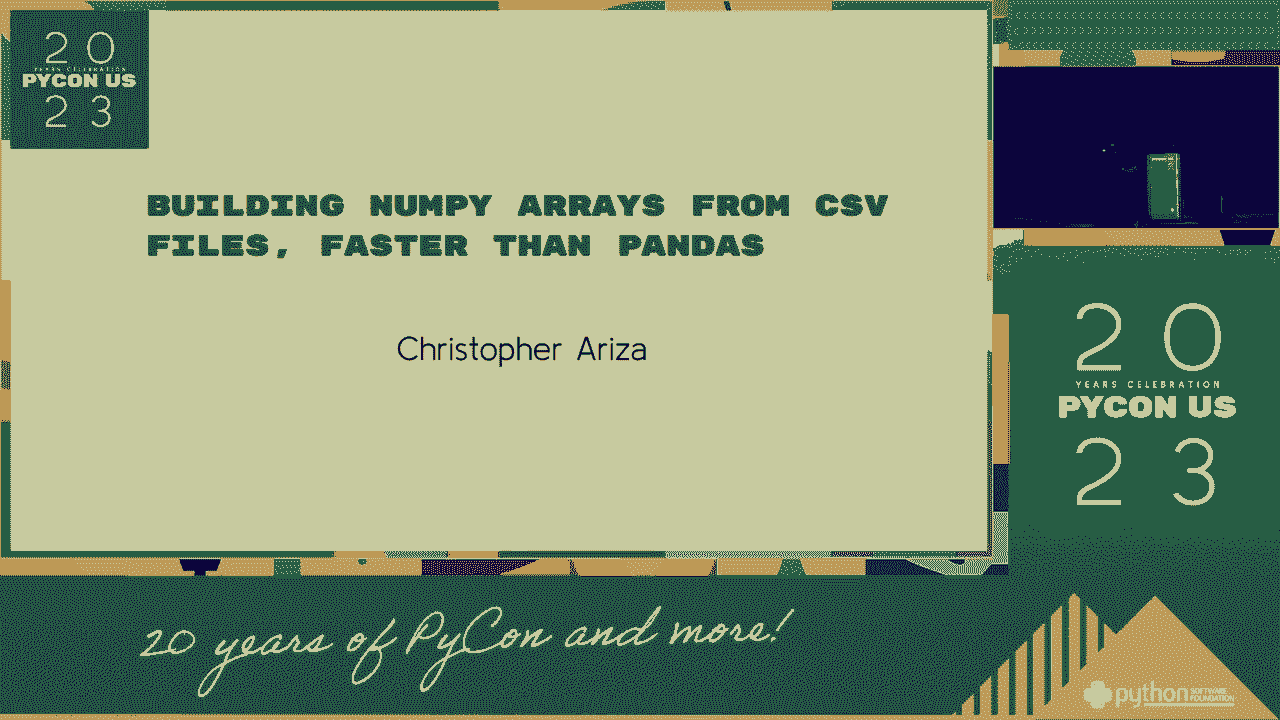 20
YEARS CELEBRATION
PYCON US
23
BUILDING NUMPY ARRAYS FROM CSV
FILES, FASTER THAN PANDAS
Christopher Ariza
20
YEARS CELEBRATION
PYCON US
23
20 years of PyCon and more!
python SOFTWARE
FOUNDATION